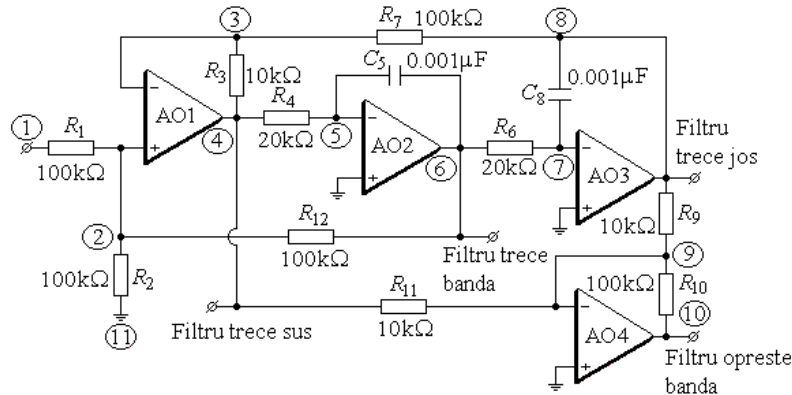 ③ R7 100kΩ ⑧
C5 0.001µF
R3 10kΩ
R4
20kΩ
C8 0.001µF
① R1
100kΩ
− AO1 +
④ ⑤
− AO2 +
⑥
R6
20kΩ
⑦
− AO3 +
Filtru
trece jos
② R12
100kΩ
10kΩ R9
100kΩ R2
⑪
Filtru trece
banda
⑨
100kΩ R10
⑩
R11
10kΩ
Filtru trece sus
− AO4 +
Filtru opreste
banda